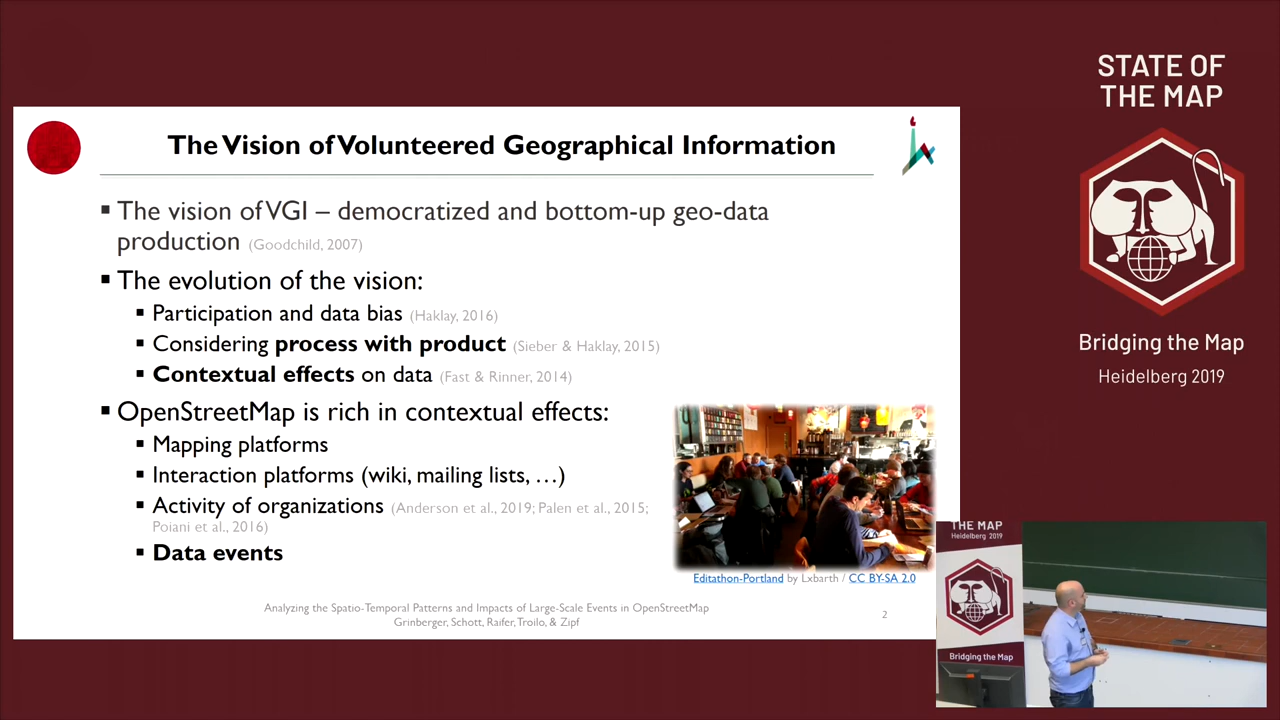 The Vision of Volunteered Geographical Information
The vision of VGI – democratized and bottom-up geo-data
production (Goodchild, 2007)
The evolution of the vision:
Participation and data bias (Haklay, 2016)
Considering process with product (Sieber & Haklay, 2015)
Contextual effects on data (Fast & Rinner, 2014)
OpenStreetMap is rich in contextual effects:
Mapping platforms
Interaction platforms (wiki, mailing lists, …)
Activity of organizations (Anderson et al., 2019; Palen et al., 2015;
Poiani et al., 2016)
Data events
Editathon-Portland by Lxbarth / CC BY-SA 2.0
Analyzing the Spatio-Temporal Patterns and Impacts of Large-Scale Events in OpenStreetMap
Grinberger, Schott, Raifer, Troilo, & Zipf
2
STATE OF
THE MAP
Bridging the Map
Heidelberg 2019
THE MAP
Heidelberg 2019
Bridging the Map